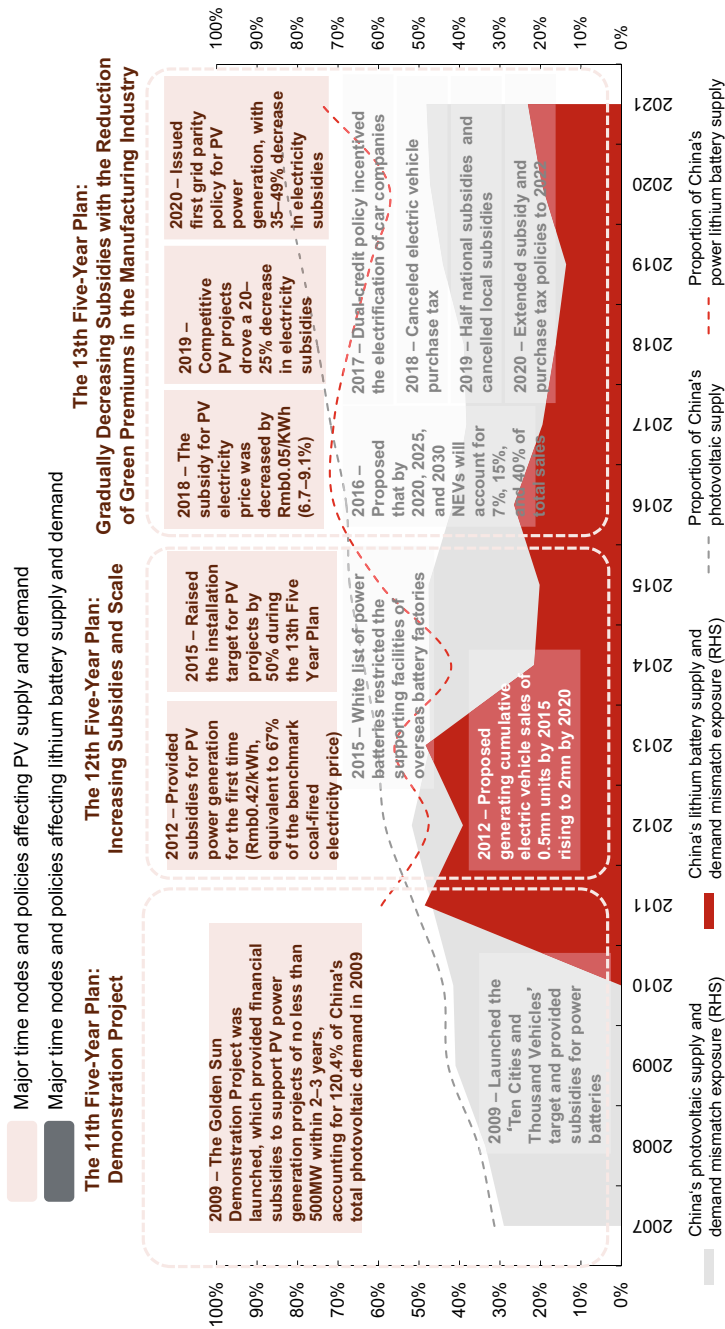 Major time nodes and policies affecting PV supply and demand
Major time nodes and policies affecting lithium battery supply and demand
The 11th Five-Year Plan:
Demonstration Project
The 12th Five-Year Plan:
Increasing Subsidies and Scale
The 13th Five-Year Plan:
Gradually Decreasing Subsidies with the Reduction
of Green Premiums in the Manufacturing Industry
100%
90%
80%
70%
60%
50%
40%
30%
20%
10%
0%
2009 – The Golden Sun
Demonstration Project was
launched, which provided financial
subsidies to support PV power
generation projects of no less than
500MW within 2–3 years,
accounting for 120.4% of China's
total photovoltaic demand in 2009
2012 – Provided
subsidies for PV
power generation
for the first time
(Rmb0.42/kWh,
equivalent to 67%
of the benchmark
coal-fired
electricity price)
2015 – Raised
the installation
target for PV
projects by
50% during
the 13th Five
Year Plan
2018 – The
subsidy for PV
electricity
price was
decreased by
Rmb0.05/KWh
(6.7–9.1%)
2019 –
Competitive
PV projects
drove a 20–
25% decrease
in electricity
subsidies
2020 – Issued
first grid parity
policy for PV
power
generation, with
35–49% decrease
in electricity
subsidies
2009 – Launched the
‘Ten Cities and
Thousand Vehicles’
target and provided
subsidies for power
batteries
2012 – Proposed
generating cumulative
electric vehicle sales of
0.5mn units by 2015
rising to 2mn by 2020
2015 – White list of power
batteries restricted the
supporting facilities of
overseas battery factories
2016 –
Proposed
that by
2020, 2025,
and 2030
NEVs will
account for
7%, 15%,
and 40% of
total sales
2017 – Dual-credit policy incentived
the electrification of car companies
2018 – Canceled electric vehicle
purchase tax
2019 – Half national subsidies and
cancelled local subsidies
2020 – Extended subsidy and
purchase tax policies to 2022
100%
90%
80%
70%
60%
50%
40%
30%
20%
10%
0%
2007
2008
2009
2010
2011
2012
2013
2014
2015
2016
2017
2018
2019
2020
2021
China's photovoltaic supply and
demand mismatch exposure (RHS)
China's lithium battery supply and
demand mismatch exposure (RHS)
Proportion of China's
photovoltaic supply
Proportion of China's
power lithium battery supply